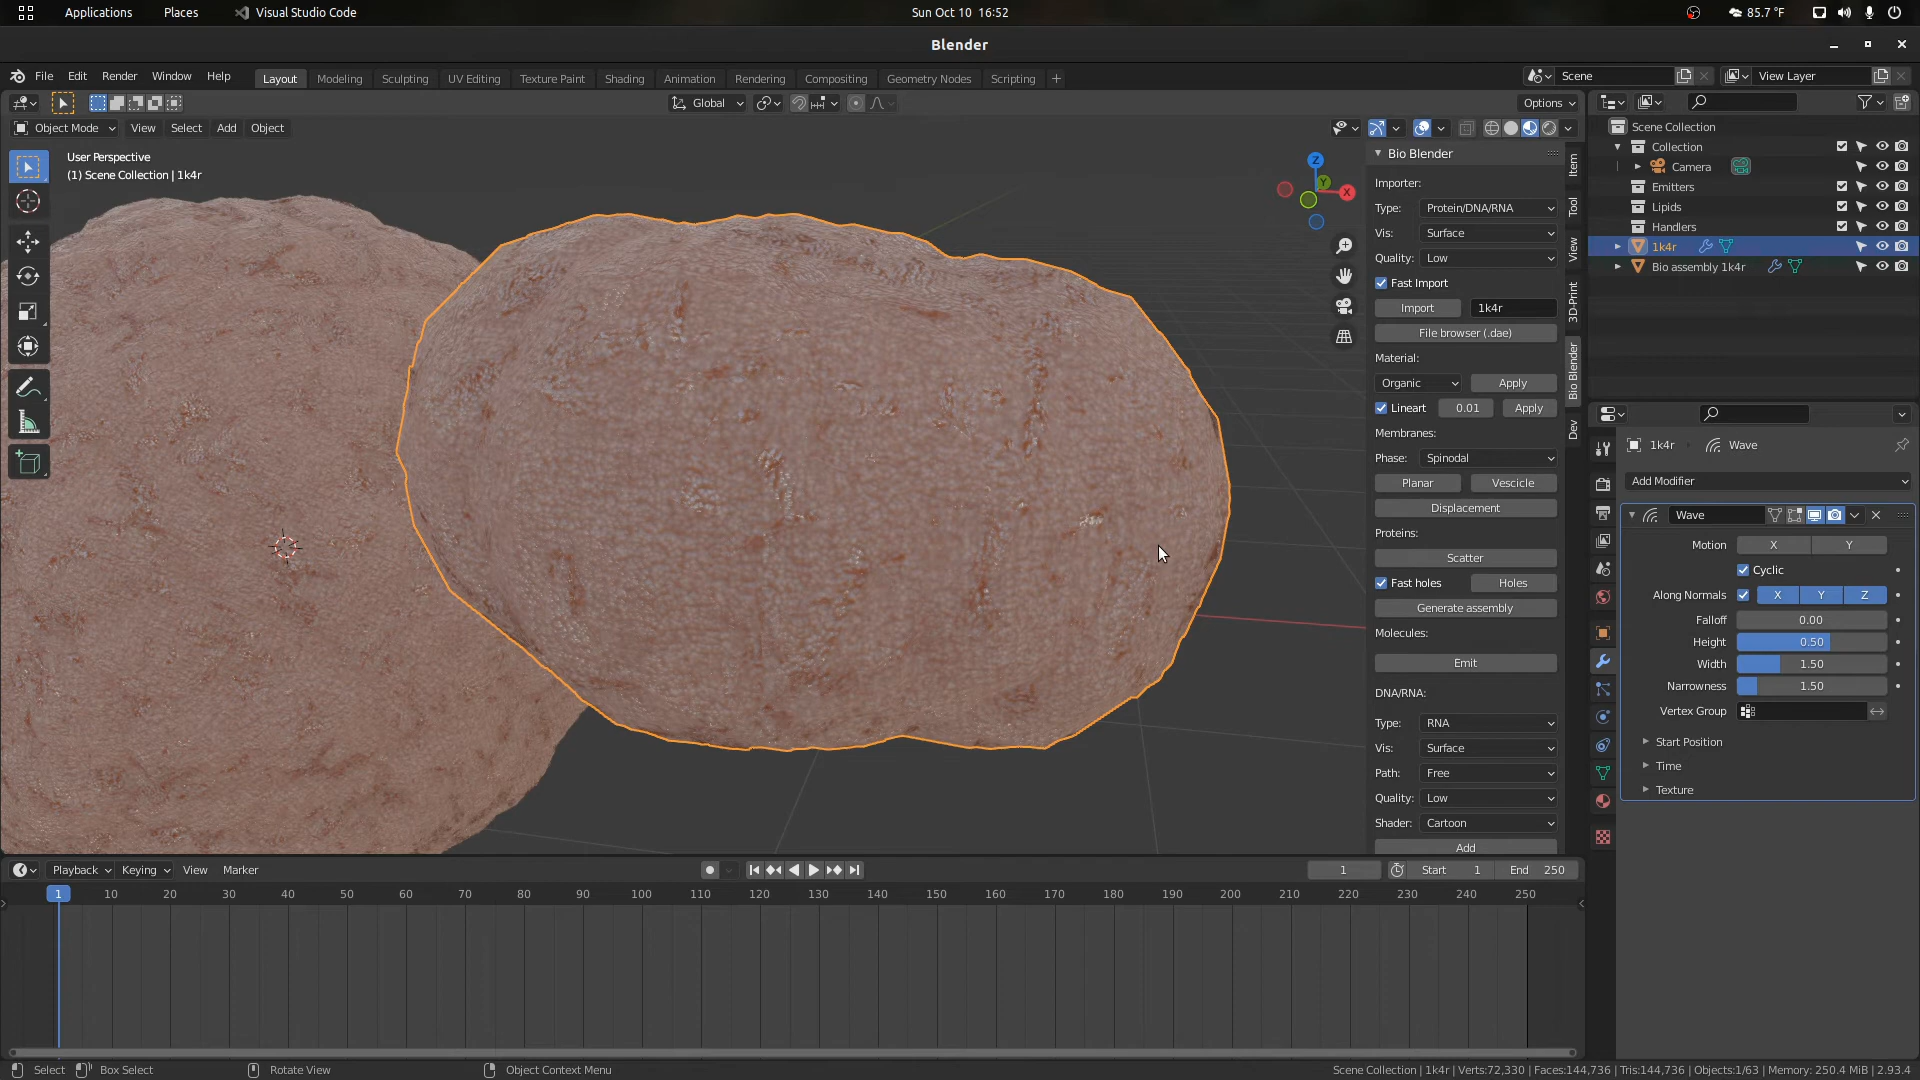 Applications Places Visual Studio Code Sun Oct 10 16:52 85.7 °F
Blender
File Edit Render Window Help Layout Modeling Sculpting UV Editing Texture Paint Shading Animation Rendering Compositing Geometry Nodes Scripting + Scene View Layer
Global Options
Object Mode View Select Add Object
User Perspective
(1) Scene Collection | 1k4r
Z
Y
X
Bio Blender
Importer:
Type: Protein/DNA/RNA
Vis: Surface
Quality: Low
Fast Import
Import 1k4r
File browser (.dae)
Material:
Organic Apply
Lineart 0.01 Apply
Membranes:
Phase: Spinodal
Planar Vescicle
Displacement
Proteins:
Scatter
Fast holes Holes
Generate assembly
Molecules:
Emit
DNA/RNA:
Type: RNA
Vis: Surface
Path: Free
Quality: Low
Shader: Cartoon
Add
Item
Tool
View
3D-Print
Bio Blender
Dev
Scene Collection
Collection
Camera
Emitters
Lipids
Handlers
1k4r
Bio assembly 1k4r
1k4r Wave
Add Modifier
Wave
Motion X Y
Cyclic
Along Normals X Y Z
Falloff 0.00
Height 0.50
Width 1.50
Narrowness 1.50
Vertex Group
Start Position
Time
Texture
Playback Keying View Marker 1 Start 1 End 250
1 10 20 30 40 50 60 70 80 90 100 110 120 130 140 150 160 170 180 190 200 210 220 230 240 250
Select Box Select Rotate View Object Context Menu Scene Collection | 1k4r | Verts:72,330 | Faces:144,736 | Tris:144,736 | Objects:1/63 | Memory: 250.4 MiB | 2.93.4